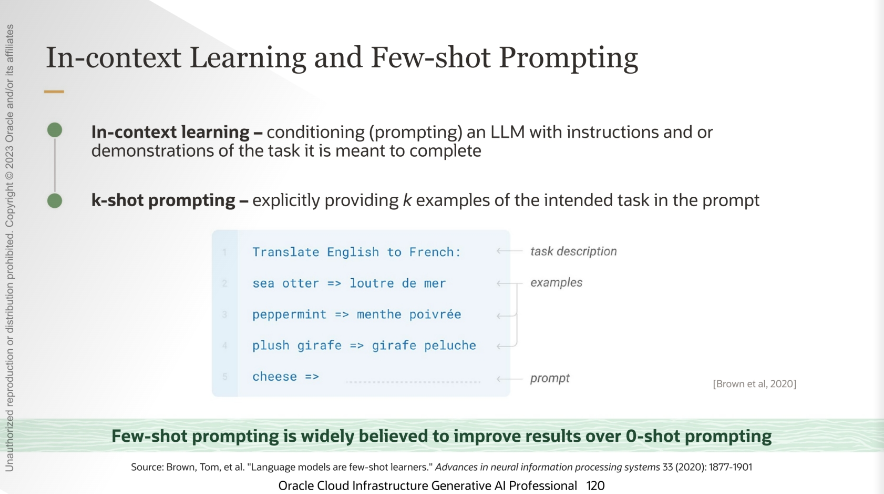 In-context Learning and Few-shot Prompting
In-context learning – conditioning (prompting) an LLM with instructions and or
demonstrations of the task it is meant to complete
k-shot prompting – explicitly providing k examples of the intended task in the prompt
1 Translate English to French: task description
2 sea otter => loutre de mer examples
3 peppermint => menthe poivrée
4 plush girafe => girafe peluche
5 cheese => prompt
[Brown et al, 2020]
Few-shot prompting is widely believed to improve results over 0-shot prompting
Source: Brown, Tom, et al. "Language models are few-shot learners." Advances in neural information processing systems 33 (2020): 1877-1901
Oracle Cloud Infrastructure Generative AI Professional 120
Unauthorized reproduction or distribution prohibited. Copyright © 2023 Oracle and/or its affiliates